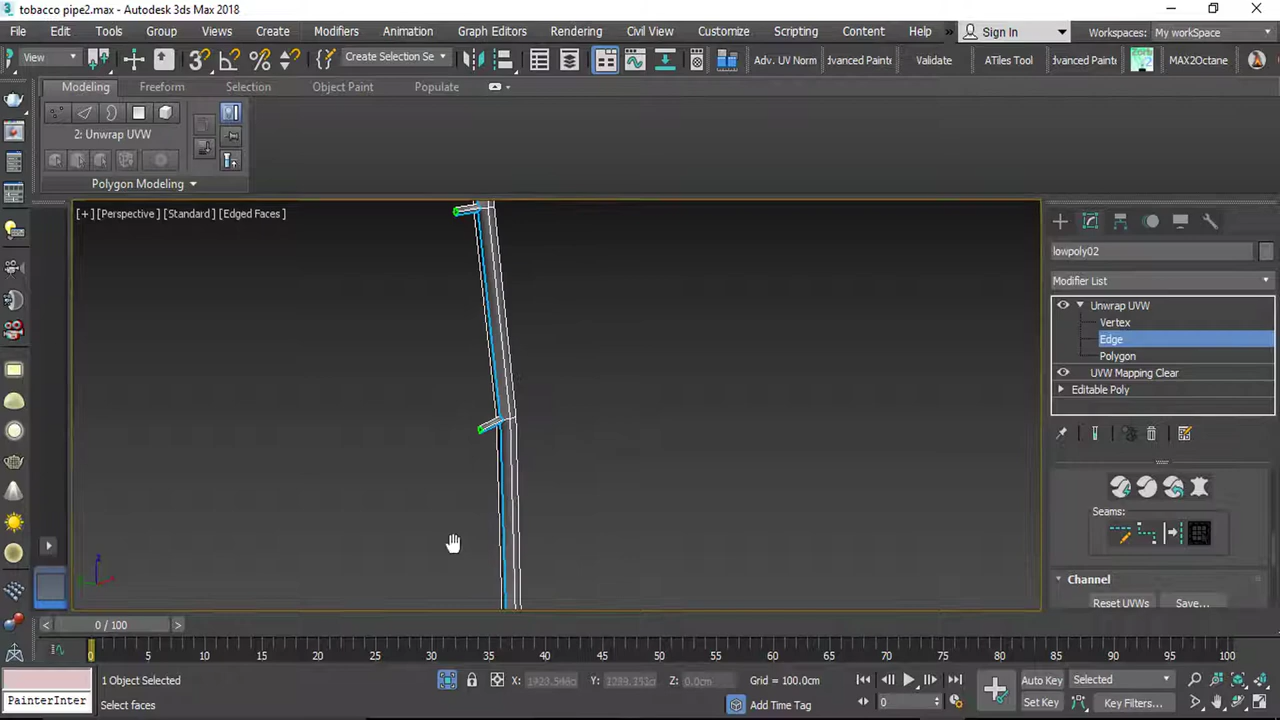 tobacco pipe2.max - Autodesk 3ds Max 2018
File Edit Tools Group Views Create Modifiers Animation Graph Editors Rendering Civil View Customize Scripting Content Help Sign In Workspaces: My workSpace
View Create Selection Se Adv. UV Norm dvanced Painte Validate ATiles Tool dvanced Painte MAX2Octane
Modeling Freeform Selection Object Paint Populate
2: Unwrap UVW
Polygon Modeling
[+] [Perspective] [Standard] [Edged Faces]
lowpoly02
Modifier List
Unwrap UVW
Vertex
Edge
Polygon
UVW Mapping Clear
Editable Poly
Seams:
Channel
Reset UVWs Save...
0 / 100
0 5 10 15 20 25 30 35 40 45 50 55 60 65 70 75 80 85 90 95 100
1 Object Selected X: 1923.548m Y: Z: 0.0cm Grid = 100.0cm Auto Key Selected
PainterInter Select faces Add Time Tag 0 Set Key Key Filters...